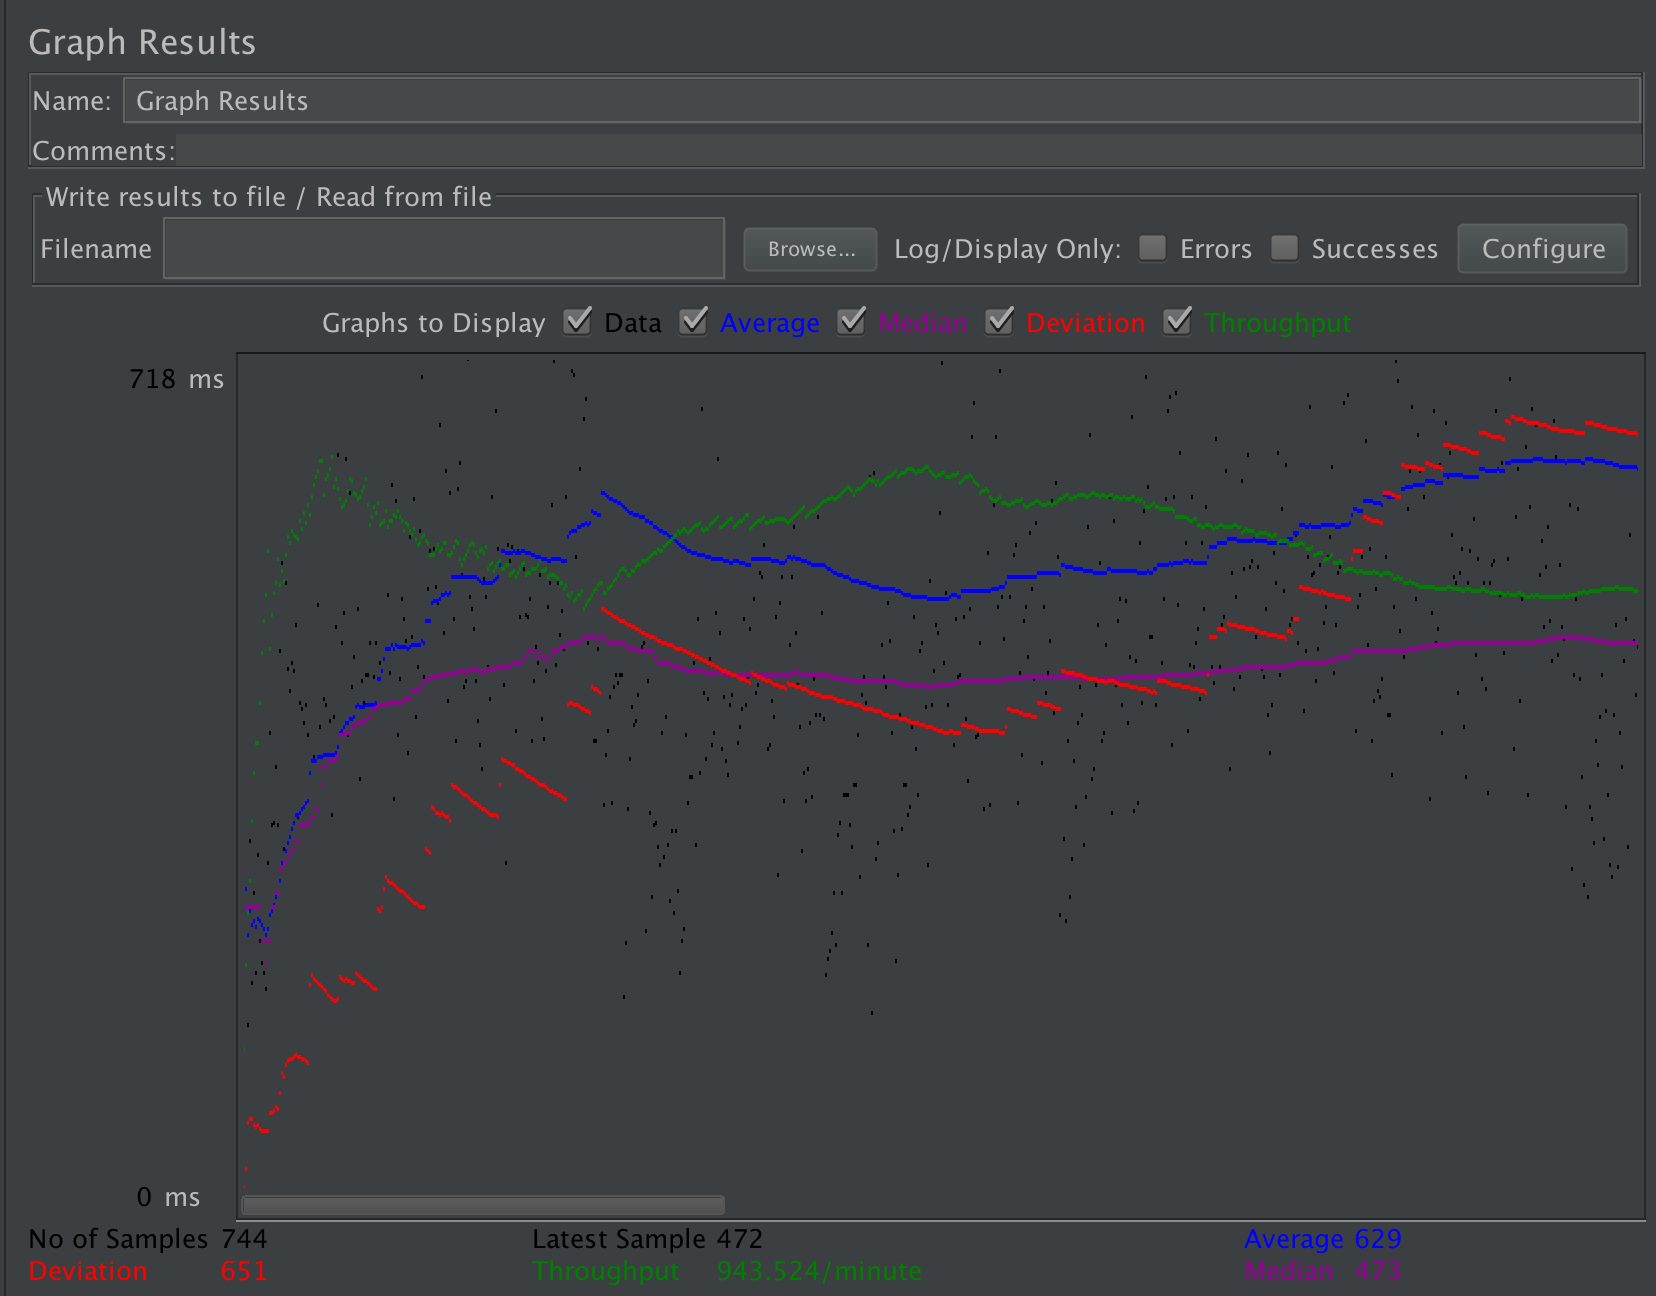 Graph Results
Name: Graph Results
Comments:
Write results to file / Read from file
Filename Browse... Log/Display Only: Errors Successes Configure
Graphs to Display Data Average Median Deviation Throughput
718 ms
0 ms
No of Samples 744 Latest Sample 472 Average 629
Deviation 651 Throughput 943.524/minute Median 473